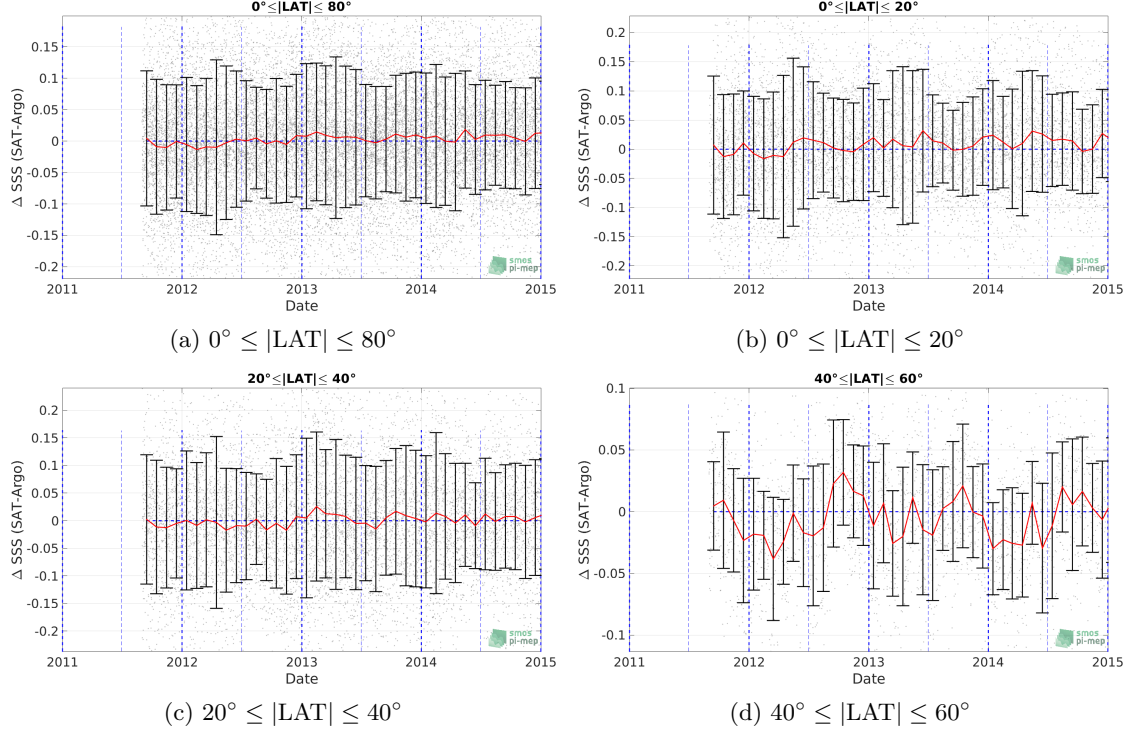 0°≤|LAT|≤ 80°
0.15
0.1
0.05
0
-0.05
-0.1
-0.15
-0.2
Δ SSS (SAT-Argo)
2011 2012 2013 2014 2015
Date
smos
pi-mep
(a) 0° ≤ |LAT| ≤ 80°
0°≤|LAT|≤ 20°
0.2
0.15
0.1
0.05
0
-0.05
-0.1
-0.15
-0.2
Δ SSS (SAT-Argo)
2011 2012 2013 2014 2015
Date
smos
pi-mep
(b) 0° ≤ |LAT| ≤ 20°
20°≤|LAT|≤ 40°
0.2
0.15
0.1
0.05
0
-0.05
-0.1
-0.15
-0.2
Δ SSS (SAT-Argo)
2011 2012 2013 2014 2015
Date
smos
pi-mep
(c) 20° ≤ |LAT| ≤ 40°
40°≤|LAT|≤ 60°
0.1
0.05
0
-0.05
-0.1
Δ SSS (SAT-Argo)
2011 2012 2013 2014 2015
Date
smos
pi-mep
(d) 40° ≤ |LAT| ≤ 60°